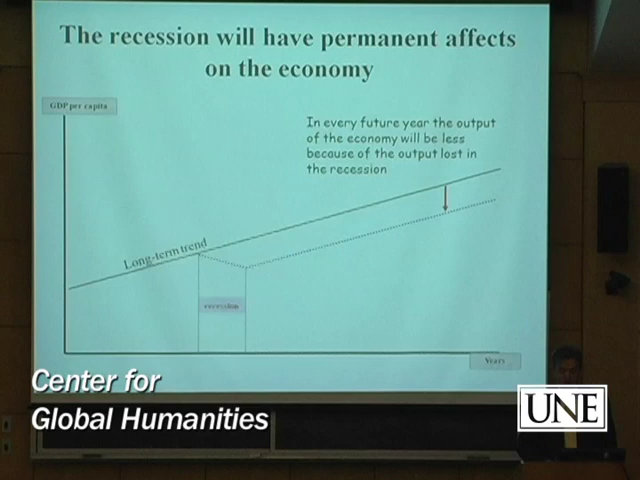 The recession will have permanent affects
on the economy
GDP per capita
In every future year the output
of the economy will be less
because of the output lost in
the recession
Long-term trend
recession
Years
Center for
Global Humanities
UNE